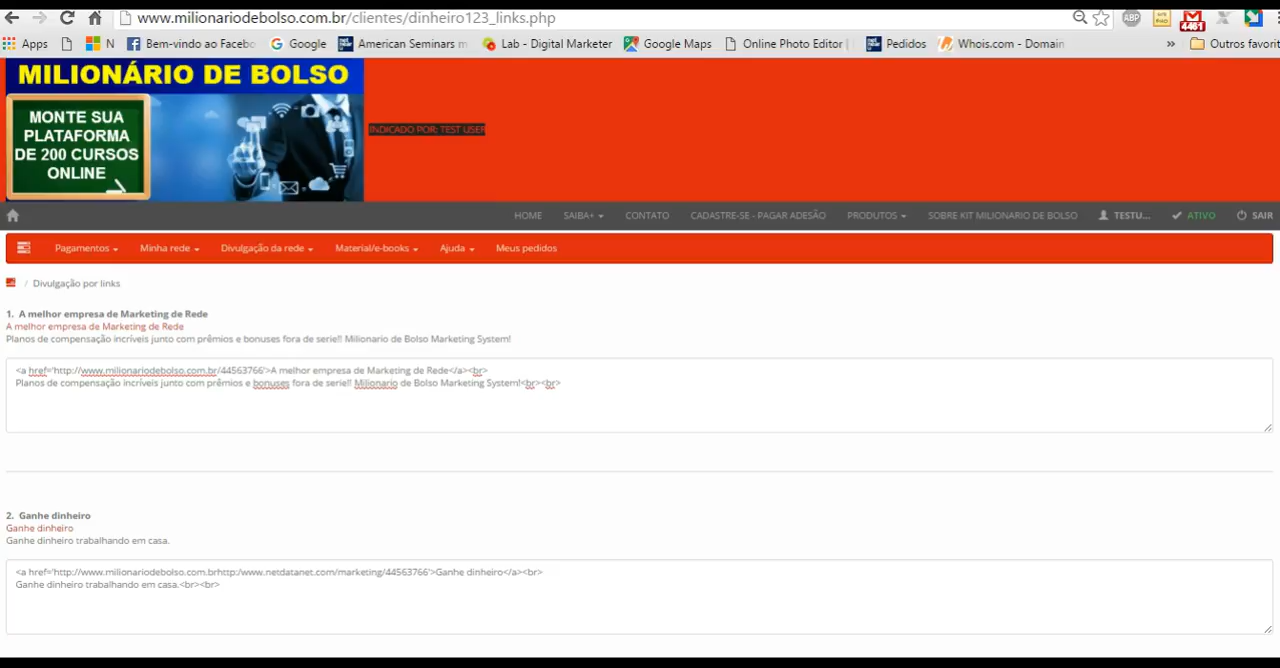 www.milionariodebolso.com.br/clientes/dinheiro123_links.php
ABP
4461
Apps N Bem-vindo ao Facebo Google American Seminars Lab - Digital Marketer Google Maps Online Photo Editor Pedidos Whois.com - Domain » Outros favorit
MILIONÁRIO DE BOLSO
MONTE SUA
PLATAFORMA
DE 200 CURSOS
ONLINE
INDICADO POR: TEST USER
HOME SAIBA+ CONTATO CADASTRE-SE - PAGAR ADESÃO PRODUTOS SOBRE KIT MILIONARIO DE BOLSO TESTU... ATIVO SAIR
Pagamentos Minha rede Divulgação da rede Material/e-books Ajuda Meus pedidos
/ Divulgação por links
1. A melhor empresa de Marketing de Rede
A melhor empresa de Marketing de Rede
Planos de compensação incríveis junto com prêmios e bonuses fora de serie!! Milionario de Bolso Marketing System!
<a href='http://www.milionariodebolso.com.br/44563766'>A melhor empresa de Marketing de Rede</a><br>
Planos de compensação incríveis junto com prêmios e bonuses fora de serie!! Milionario de Bolso Marketing System!<br><br>
2. Ganhe dinheiro
Ganhe dinheiro
Ganhe dinheiro trabalhando em casa.
<a href='http://www.milionariodebolso.com.brhttp:/www.netdatanet.com/marketing/44563766'>Ganhe dinheiro</a><br>
Ganhe dinheiro trabalhando em casa.<br><br>